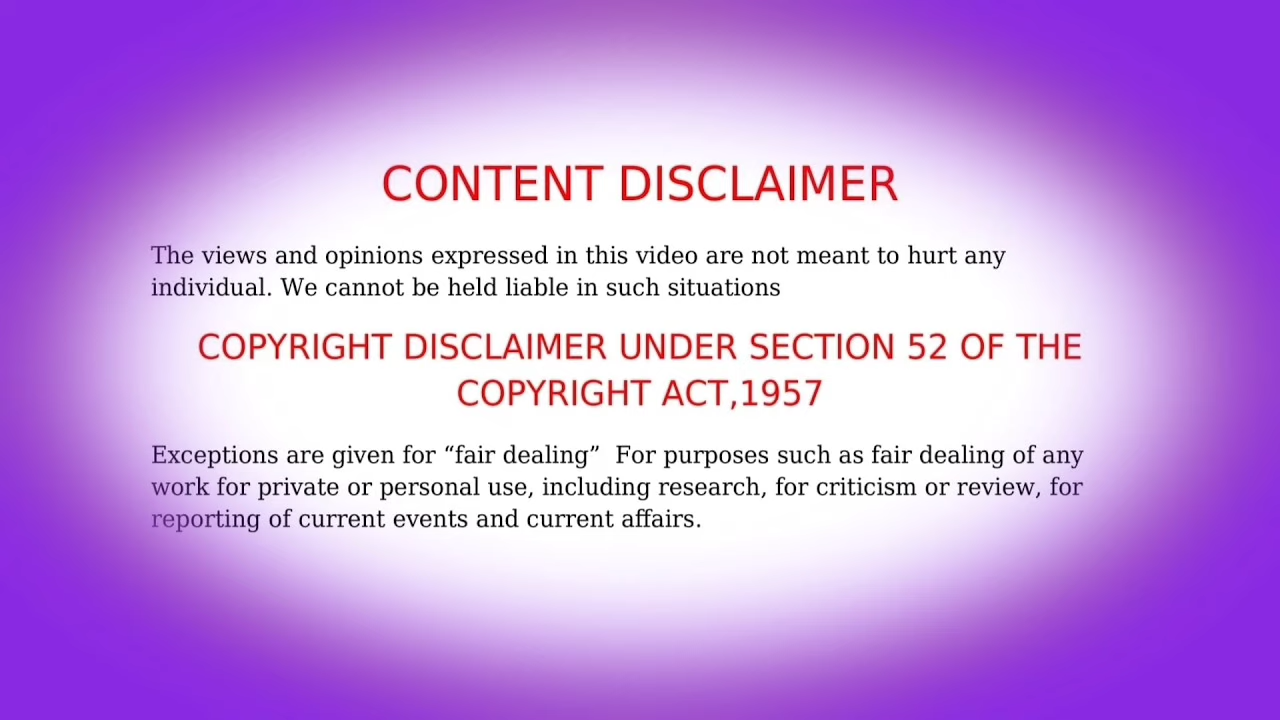 CONTENT DISCLAIMER
The views and opinions expressed in this video are not meant to hurt any
individual. We cannot be held liable in such situations
COPYRIGHT DISCLAIMER UNDER SECTION 52 OF THE
COPYRIGHT ACT,1957
Exceptions are given for “fair dealing”  For purposes such as fair dealing of any
work for private or personal use, including research, for criticism or review, for
reporting of current events and current affairs.